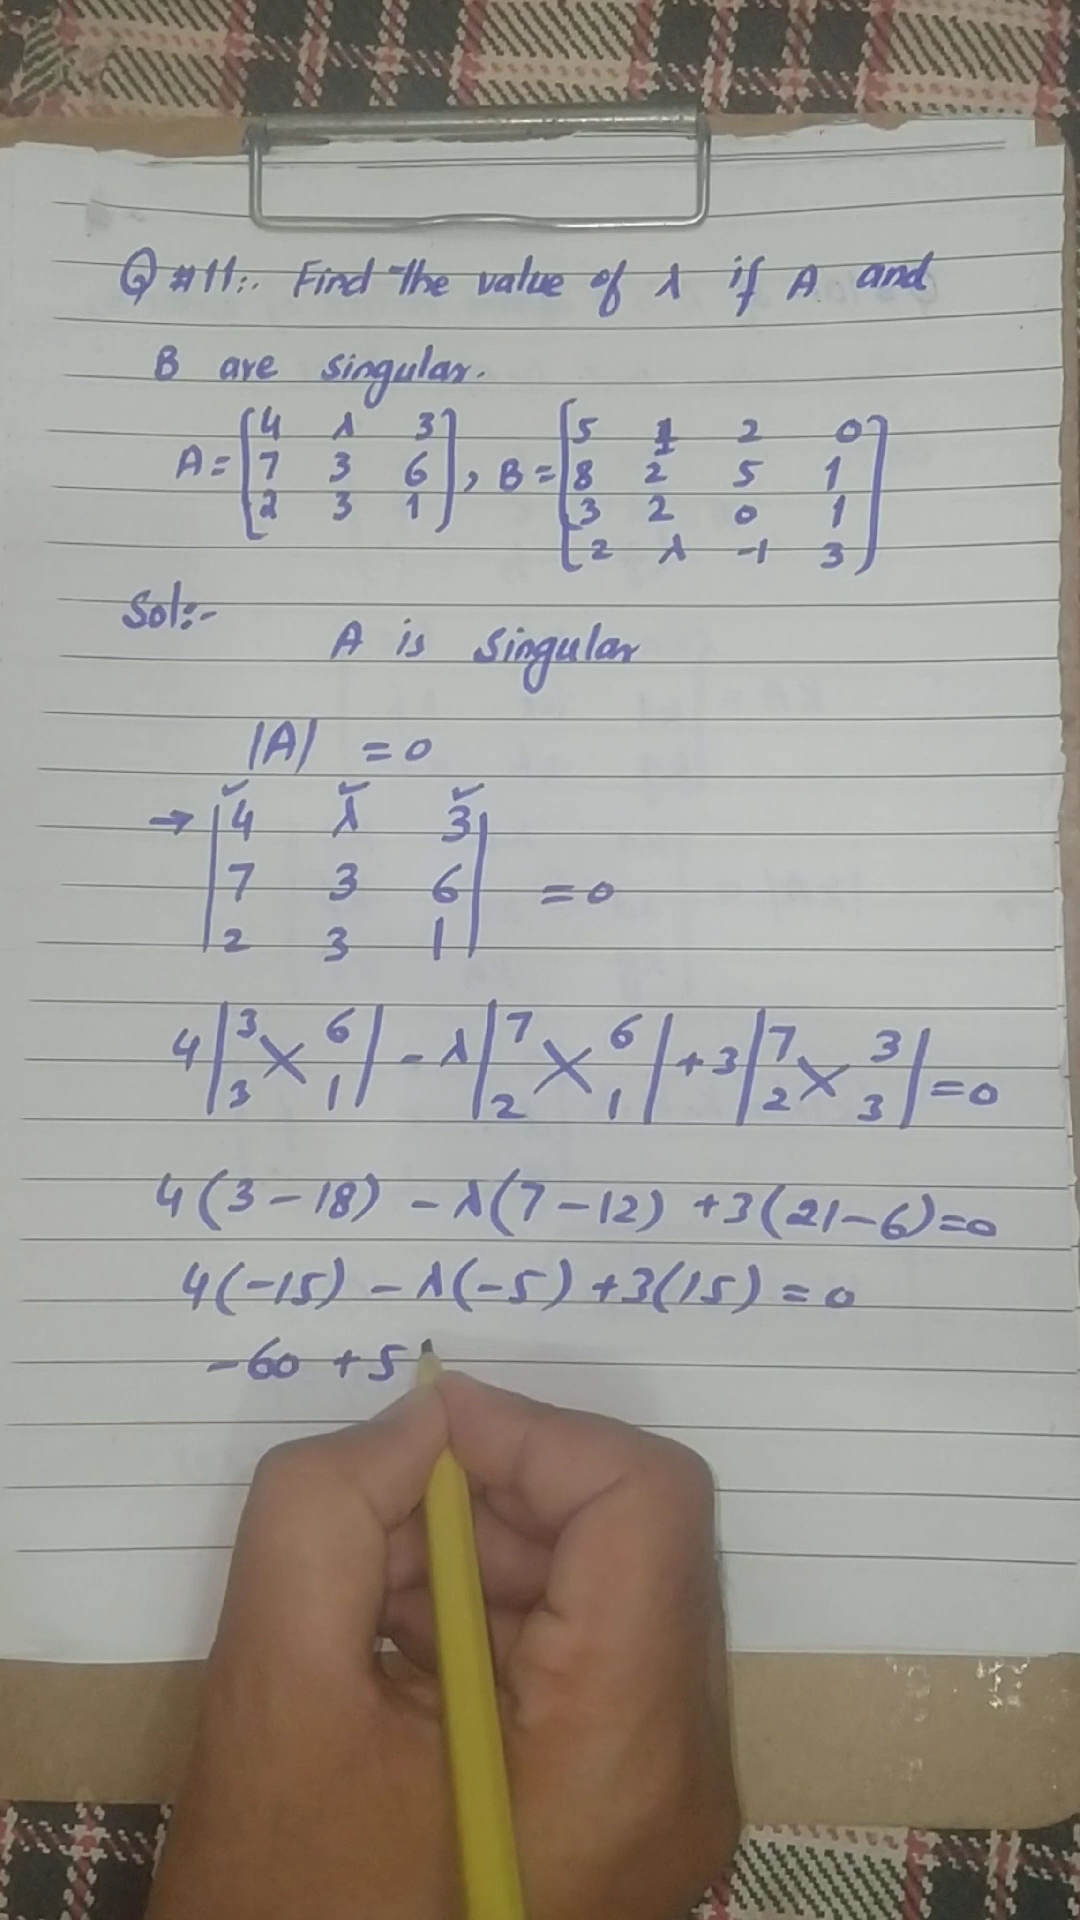 Q #11:. Find the value of λ if A and
B are singular.
A = [4 λ 3
7 3 6
2 3 1], B = [5 1 2 0
8 2 5 1
3 2 0 1
2 λ -1 3]
Sol:-
A is singular
|A| = 0
→ |4 λ 3
7 3 6
2 3 1| = 0
4|3 6
3 1| - λ|7 6
2 1| + 3|7 3
2 3| = 0
4(3-18) - λ(7-12) +3(21-6)=0
4(-15) - λ(-5) +3(15) = 0
-60 +5